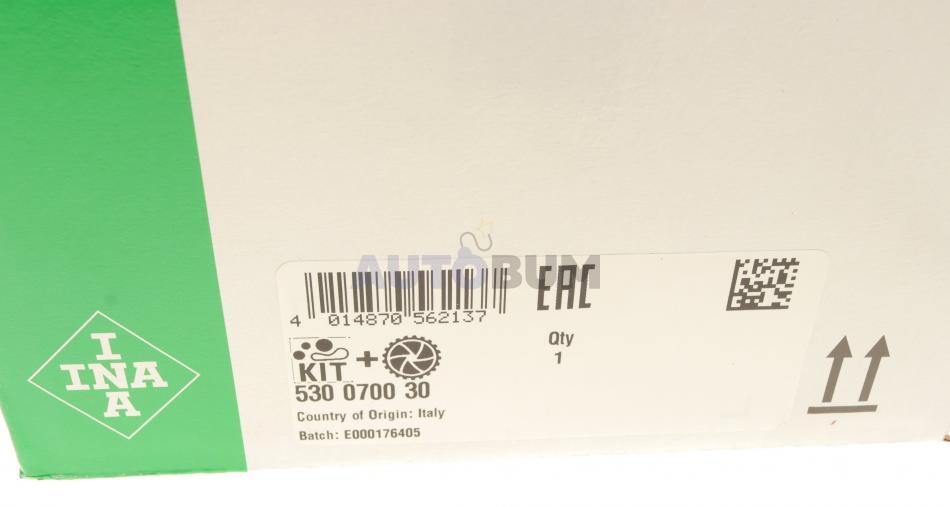 AUTOBUM
EAC
4 014870 562137
Qty
1
KIT +
530 0700 30
Country of Origin: Italy
Batch: E000176405
I
INA
A